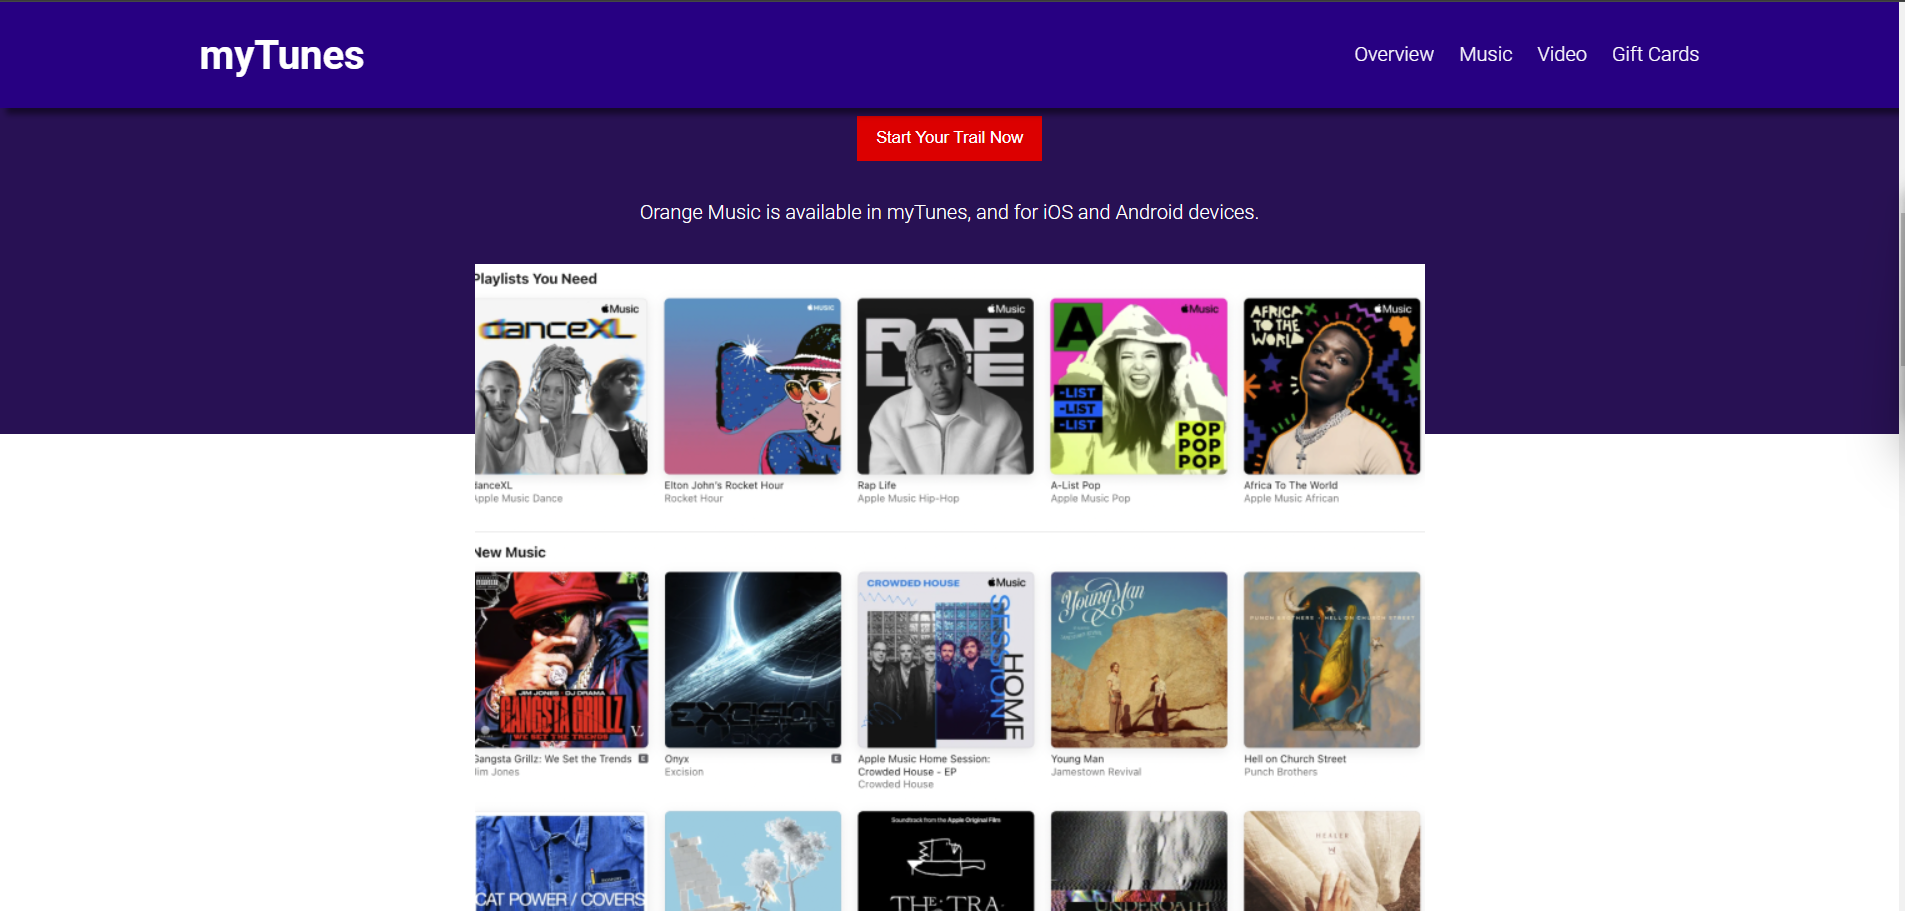 myTunes
Overview Music Video Gift Cards
Start Your Trail Now
Orange Music is available in myTunes, and for iOS and Android devices.
Playlists You Need
Music
danceXL
MUSIC
Music
RAP
LIFE
Music
A
-LIST
-LIST
-LIST
POP
POP
POP
Music
AFRICA
TO THE
WORLD
danceXL
Apple Music Dance
Elton John's Rocket Hour
Rocket Hour
Rap Life
Apple Music Hip-Hop
A-List Pop
Apple Music Pop
Africa To The World
Apple Music African
New Music
JIM JONES · DJ DRAMA
GANGSTA GRILLZ
WE SET THE TRENDS
EXCISION
ONYX
CROWDED HOUSE
Music
SESSION
HOME
Young Man
PUNCH BROTHERS · HELL ON CHURCH STREET
Gangsta Grillz: We Set the Trends E
Jim Jones
Onyx E
Excision
Apple Music Home Session:
Crowded House - EP
Crowded House
Young Man
Jamestown Revival
Hell on Church Street
Punch Brothers
CAT POWER / COVERS
Soundtrack from the Apple Original Film
THE TRA
UNDEROATH
HEALER